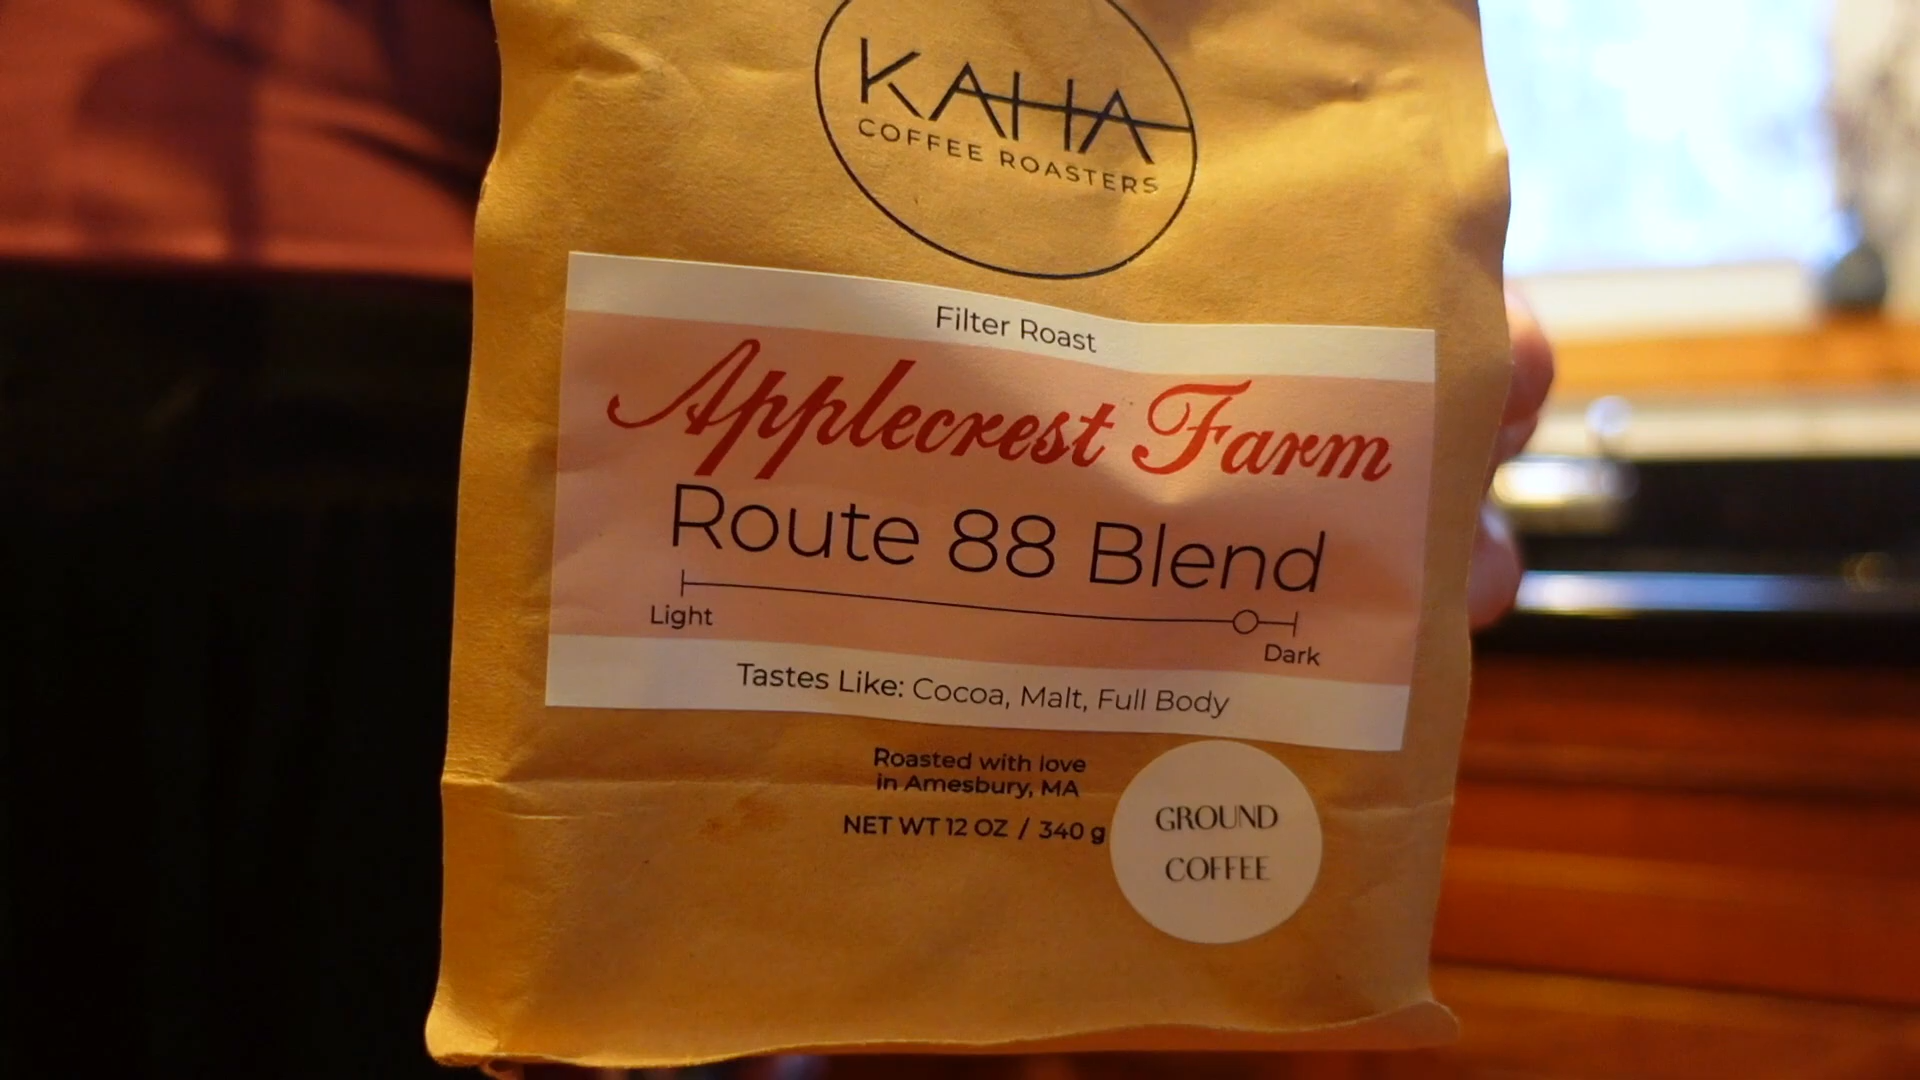 KAHA
COFFEE ROASTERS
Filter Roast
Applecrest Farm
Route 88 Blend
Light
Dark
Tastes Like: Cocoa, Malt, Full Body
Roasted with love
in Amesbury, MA
NET WT 12 OZ / 340 g
GROUND
COFFEE